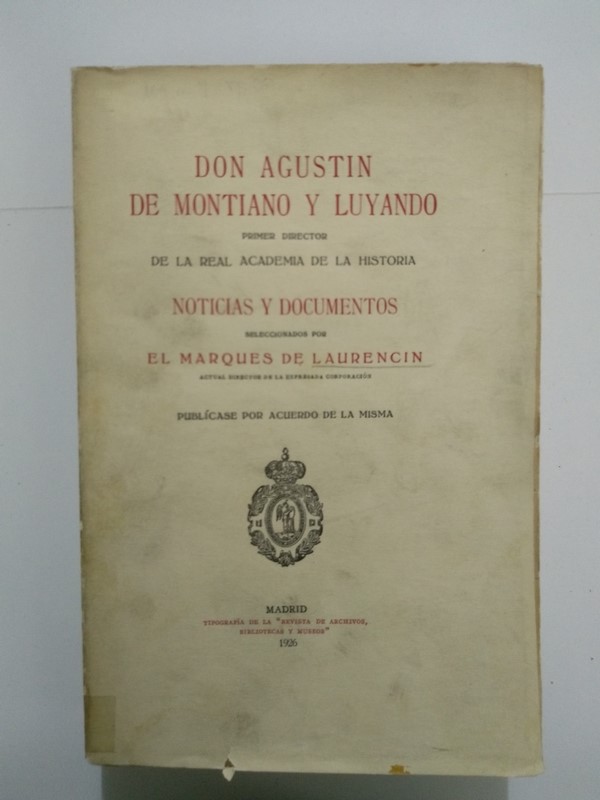 DON AGUSTIN
DE MONTIANO Y LUYANDO
PRIMER DIRECTOR
DE LA REAL ACADEMIA DE LA HISTORIA
NOTICIAS Y DOCUMENTOS
SELECCIONADOS POR
EL MARQUES DE LAURENCIN
ACTUAL DIRECTOR DE LA EXPRESADA CORPORACIÓN
PUBLÍCASE POR ACUERDO DE LA MISMA
MADRID
TIPOGRAFÍA DE LA "REVISTA DE ARCHIVOS,
BIBLIOTECAS Y MUSEOS"
1926